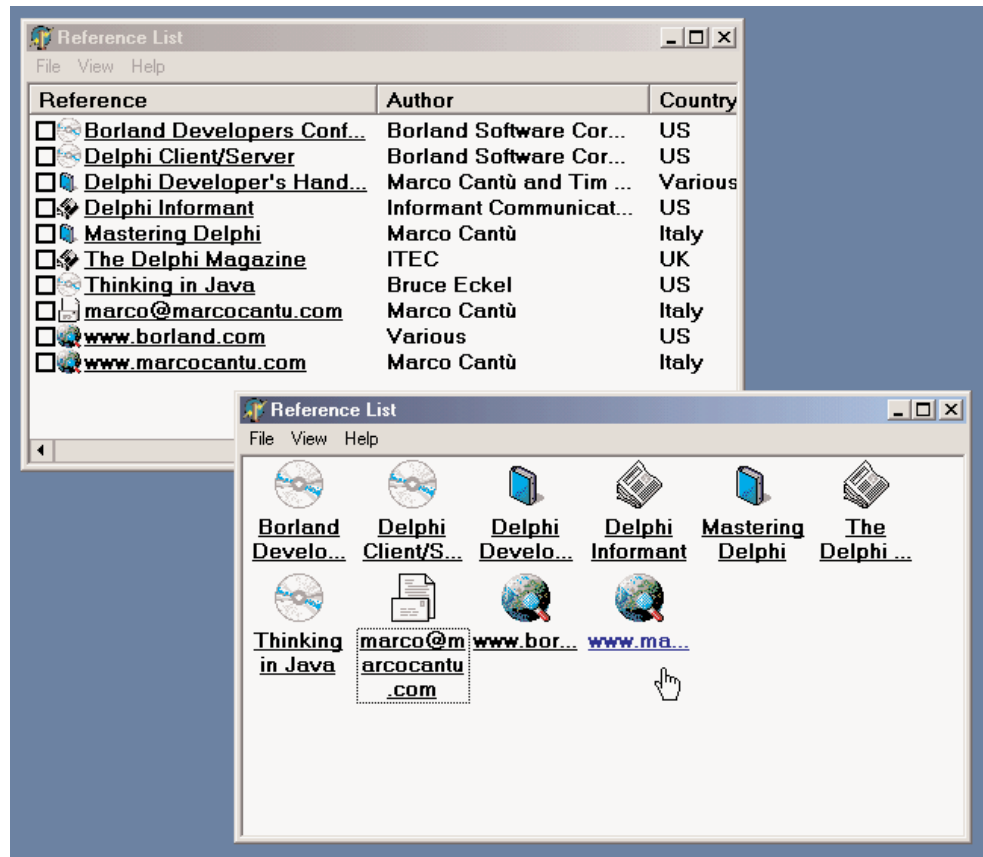 Reference List
File View Help
Reference Author Country
Borland Developers Conf... Borland Software Cor... US
Delphi Client/Server Borland Software Cor... US
Delphi Developer's Hand... Marco Cantù and Tim ... Various
Delphi Informant Informant Communicat... US
Mastering Delphi Marco Cantù Italy
The Delphi Magazine ITEC UK
Thinking in Java Bruce Eckel US
marco@marcocantu.com Marco Cantù Italy
www.borland.com Various US
www.marcocantu.com Marco Cantù Italy
Reference List
File View Help
Borland Delphi Delphi Delphi Mastering The
Develo... Client/S... Develo... Informant Delphi Delphi ...
Thinking marco@m www.bor... www.ma...
in Java arcocantu
.com